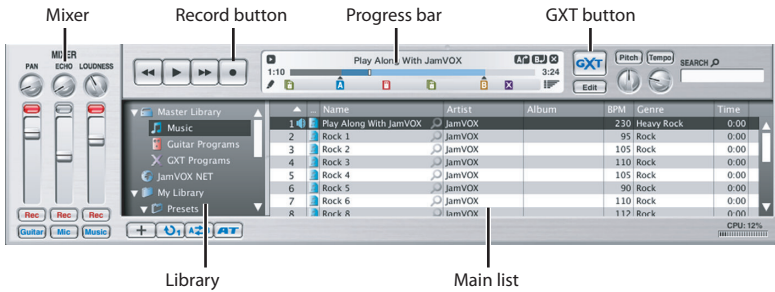 Mixer Record button Progress bar GXT button
MIXER
PAN ECHO LOUDNESS
Play Along With JamVOX
1:10 3:24
A B
GXT
Edit
Pitch Tempo
SEARCH
Master Library
Music
Guitar Programs
GXT Programs
JamVOX NET
My Library
Presets
... Name Artist Album BPM Genre Time
1 Play Along With JamVOX JamVOX 230 Heavy Rock 0:00
2 Rock 1 JamVOX 95 Rock 0:00
3 Rock 2 JamVOX 105 Rock 0:00
4 Rock 3 JamVOX 110 Rock 0:00
5 Rock 4 JamVOX 105 Rock 0:00
6 Rock 5 JamVOX 90 Rock 0:00
7 Rock 6 JamVOX 110 Rock 0:00
8 Rock 8 JamVOX 112 Rock 0:00
Rec Rec Rec
Guitar Mic Music
+ 1 A Z AT
CPU: 12%
Library Main list